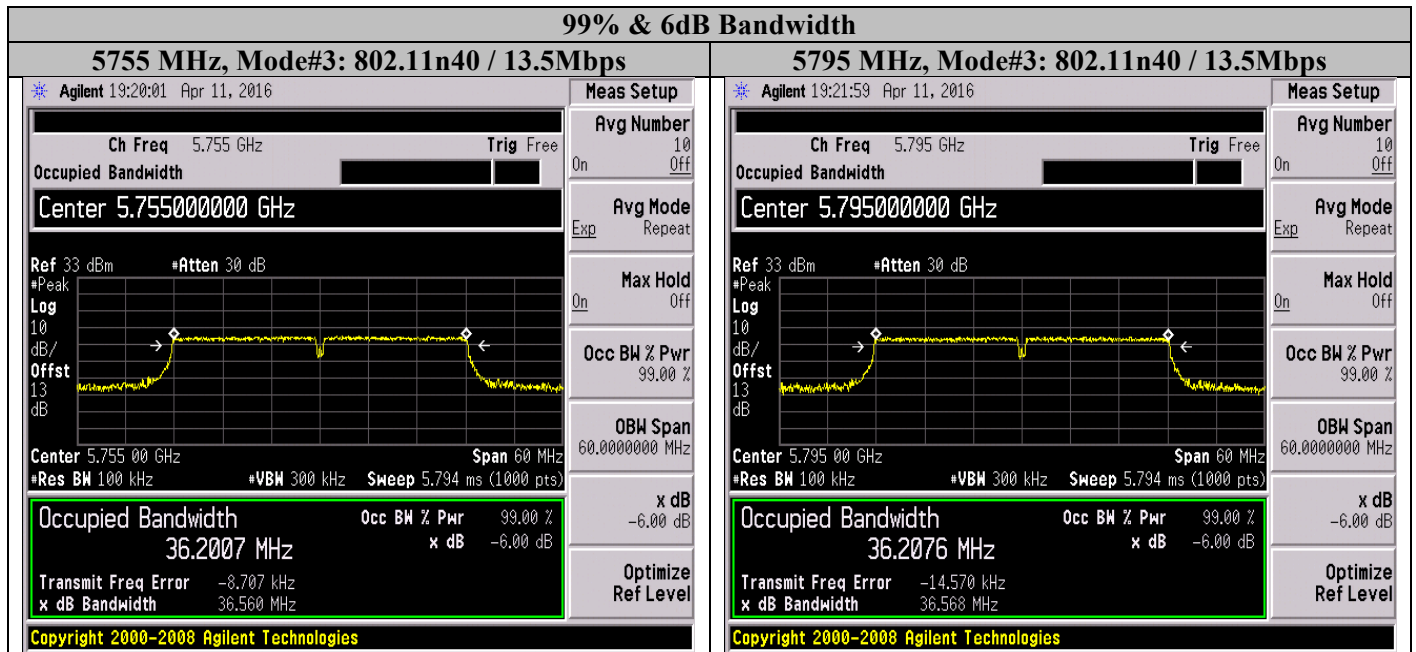 99% & 6dB Bandwidth
5755 MHz, Mode#3: 802.11n40 / 13.5Mbps
Agilent 19:20:01 Apr 11, 2016
Meas Setup
Ch Freq 5.755 GHz Trig Free
Occupied Bandwidth
Center 5.755000000 GHz
Ref 33 dBm #Atten 30 dB
#Peak
Log
10
dB/
Offst
13
dB
Center 5.755 00 GHz Span 60 MHz
#Res BW 100 kHz #VBW 300 kHz Sweep 5.794 ms (1000 pts)
Occupied Bandwidth Occ BW % Pwr 99.00 %
36.2007 MHz x dB -6.00 dB
Transmit Freq Error -8.707 kHz
x dB Bandwidth 36.560 MHz
Copyright 2000-2008 Agilent Technologies
Avg Number
10
On Off
Avg Mode
Exp Repeat
Max Hold
On Off
Occ BW % Pwr
99.00 %
OBW Span
60.0000000 MHz
x dB
-6.00 dB
Optimize
Ref Level
5795 MHz, Mode#3: 802.11n40 / 13.5Mbps
Agilent 19:21:59 Apr 11, 2016
Meas Setup
Ch Freq 5.795 GHz Trig Free
Occupied Bandwidth
Center 5.795000000 GHz
Ref 33 dBm #Atten 30 dB
#Peak
Log
10
dB/
Offst
13
dB
Center 5.795 00 GHz Span 60 MHz
#Res BW 100 kHz #VBW 300 kHz Sweep 5.794 ms (1000 pts)
Occupied Bandwidth Occ BW % Pwr 99.00 %
36.2076 MHz x dB -6.00 dB
Transmit Freq Error -14.570 kHz
x dB Bandwidth 36.568 MHz
Copyright 2000-2008 Agilent Technologies
Avg Number
10
On Off
Avg Mode
Exp Repeat
Max Hold
On Off
Occ BW % Pwr
99.00 %
OBW Span
60.0000000 MHz
x dB
-6.00 dB
Optimize
Ref Level